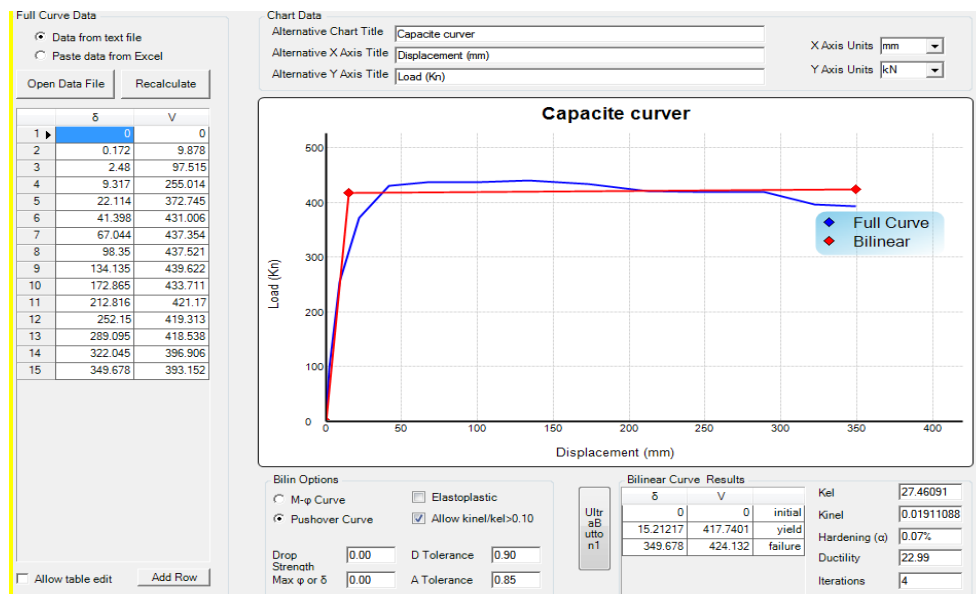 Full Curve Data
Data from text file
Paste data from Excel
Open Data File Recalculate
δ V
1 0 0
2 0.172 9.878
3 2.48 97.515
4 9.317 255.014
5 22.114 372.745
6 41.398 431.006
7 67.044 437.354
8 98.35 437.521
9 134.135 439.622
10 172.865 433.711
11 212.816 421.17
12 252.15 419.313
13 289.095 418.538
14 322.045 396.906
15 349.678 393.152
Allow table edit Add Row
Chart Data
Alternative Chart Title Capacite curver
Alternative X Axis Title Displacement (mm)
Alternative Y Axis Title Load (Kn)
X Axis Units mm
Y Axis Units kN
Capacite curver
500
400
300
200
100
0
Load (Kn)
0 50 100 150 200 250 300 350 400
Displacement (mm)
Full Curve
Bilinear
Bilin Options
M-φ Curve
Pushover Curve
Elastoplastic
Allow kinel/kel>0.10
Drop Strength 0.00
D Tolerance 0.90
Max φ or δ 0.00
A Tolerance 0.85
Ultr
aB
utto
n1
Bilinear Curve Results
δ V
0 0 initial
15.21217 417.7401 yield
349.678 424.132 failure
Kel 27.46091
Kinel 0.01911088
Hardening (α) 0.07%
Ductility 22.99
Iterations 4